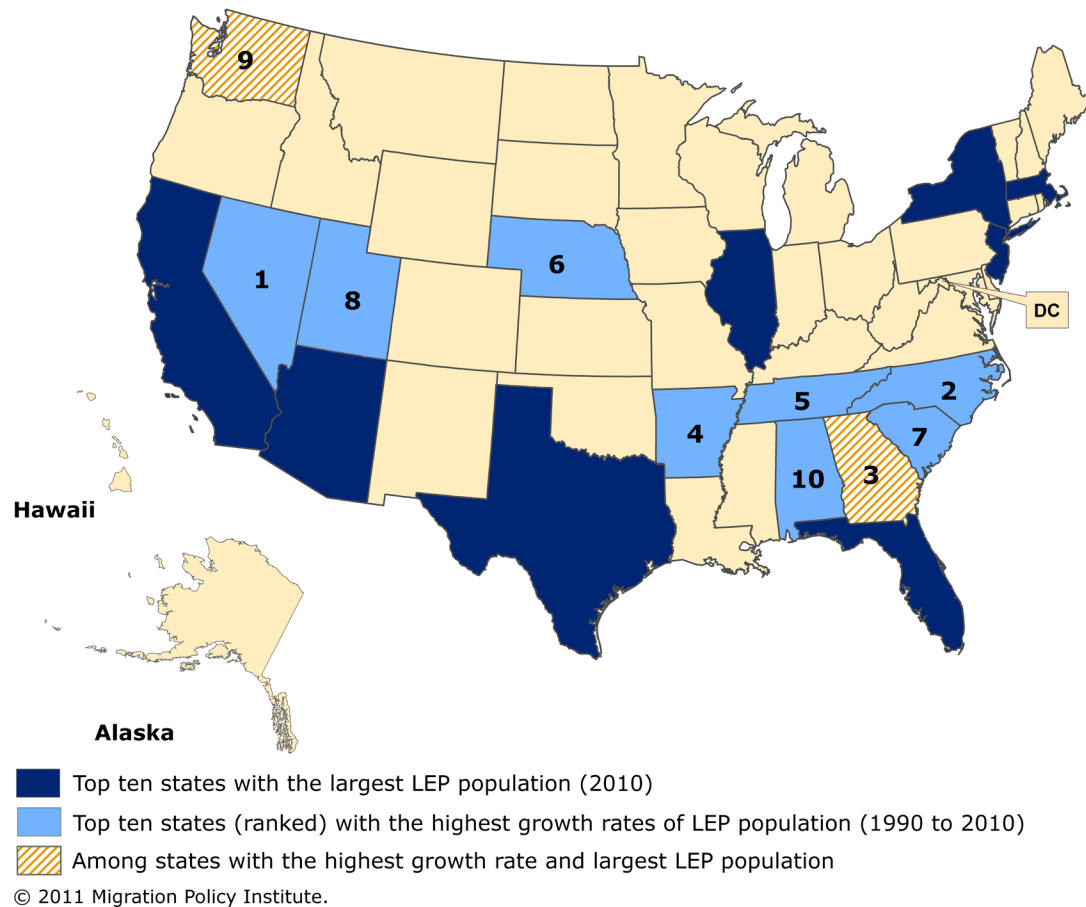 9
1
8
6
DC
2
5
7
4
3
10
Hawaii
Alaska
Top ten states with the largest LEP population (2010)
Top ten states (ranked) with the highest growth rates of LEP population (1990 to 2010)
Among states with the highest growth rate and largest LEP population
© 2011 Migration Policy Institute.